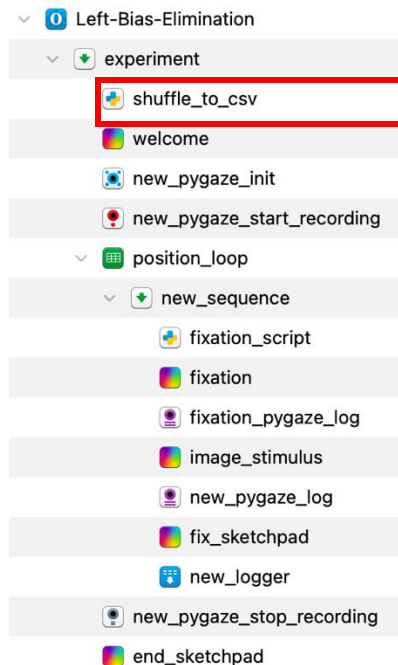 Left-Bias-Elimination
experiment
shuffle_to_csv
welcome
new_pygaze_init
new_pygaze_start_recording
position_loop
new_sequence
fixation_script
fixation
fixation_pygaze_log
image_stimulus
new_pygaze_log
fix_sketchpad
new_logger
new_pygaze_stop_recording
end_sketchpad